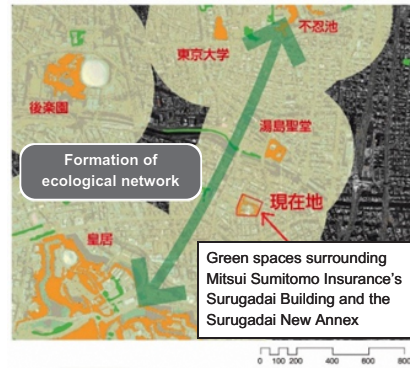 不忍池
東京大学
後楽園
湯島聖堂
Formation of
ecological network
現在地
皇居
Green spaces surrounding
Mitsui Sumitomo Insurance's
Surugadai Building and the
Surugadai New Annex
0 100 200 400 600 800